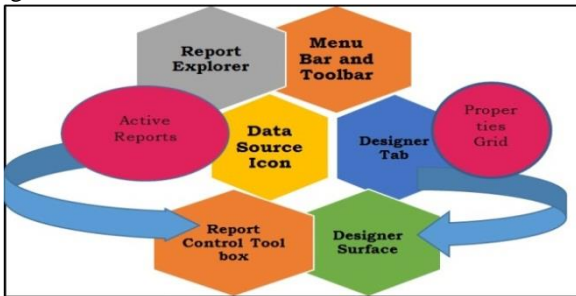 Report
Explorer
Menu
Bar and
Toolbar
Active
Reports
Data
Source
Icon
Designer
Tab
Proper
ties
Grid
Report
Control Tool
box
Designer
Surface